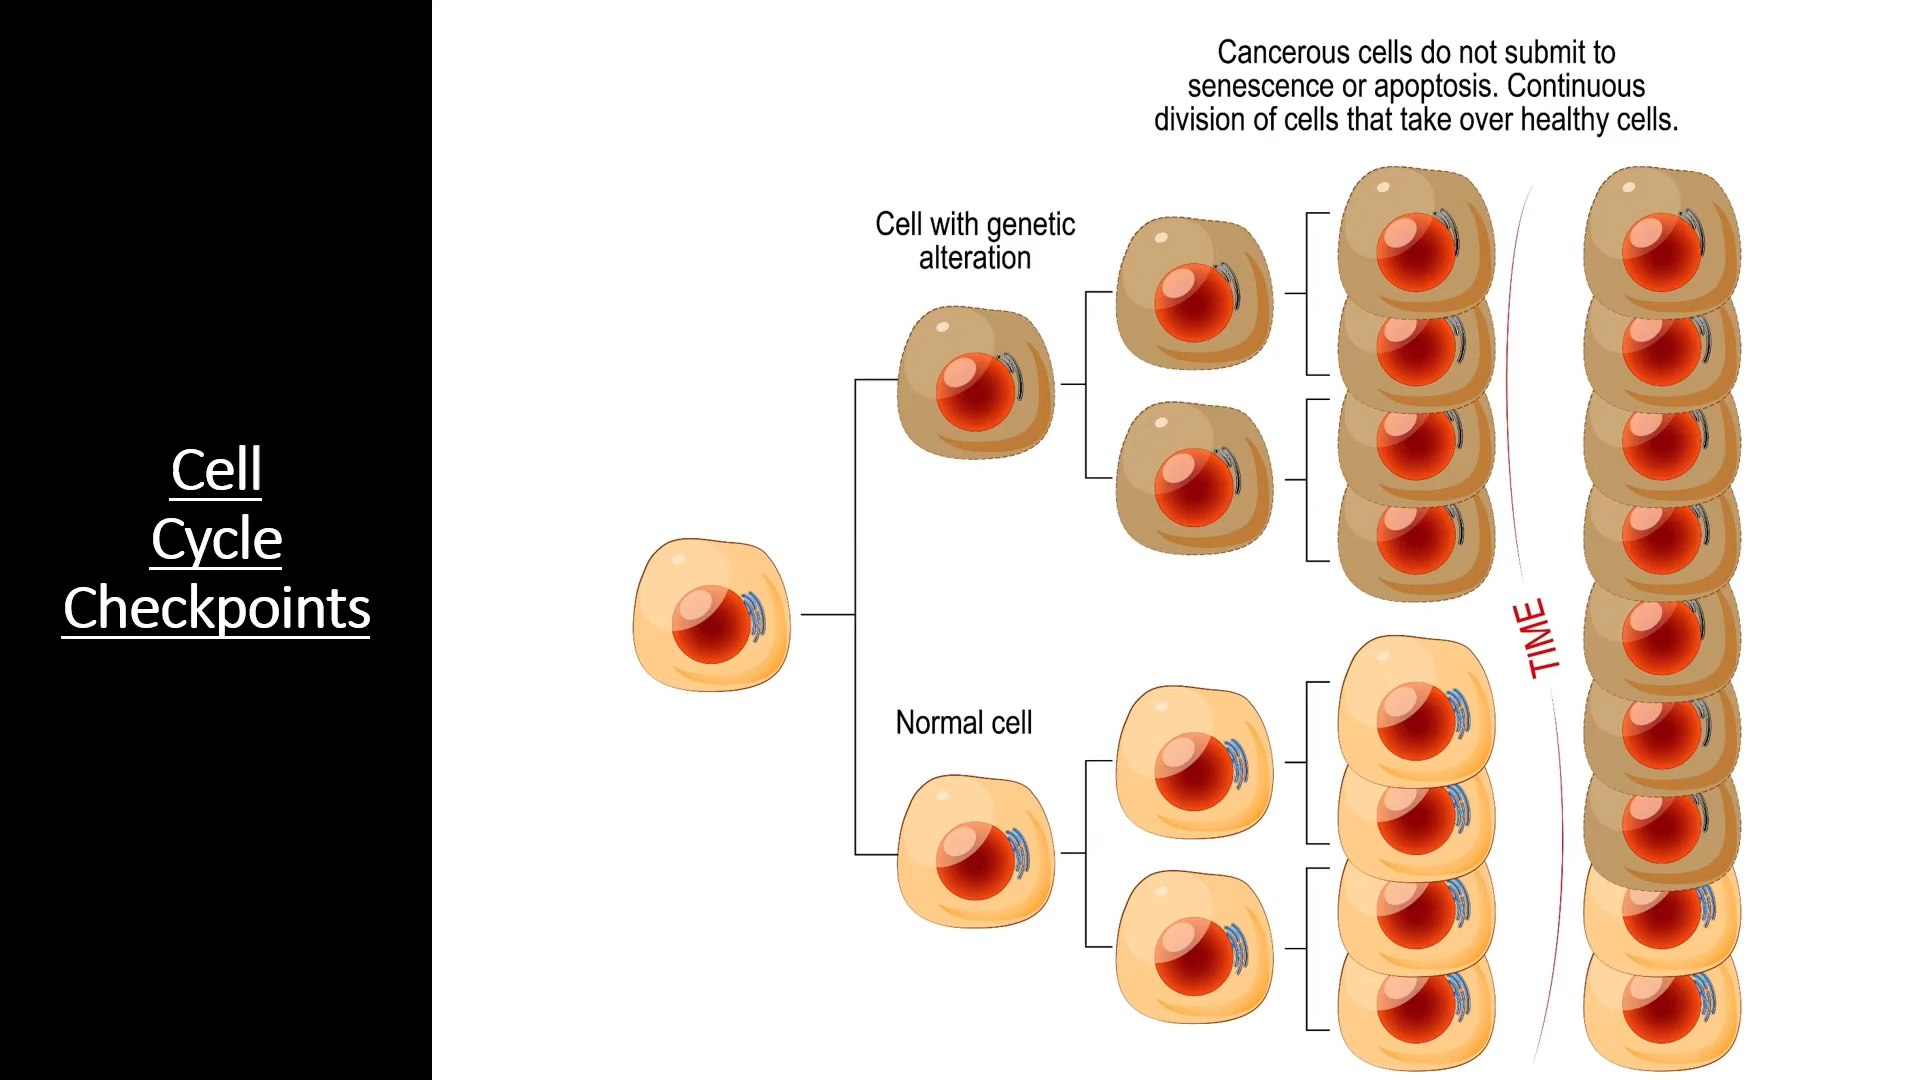 Cell
Cycle
Checkpoints
Cancerous cells do not submit to
senescence or apoptosis. Continuous
division of cells that take over healthy cells.
Cell with genetic
alteration
Normal cell
TIME